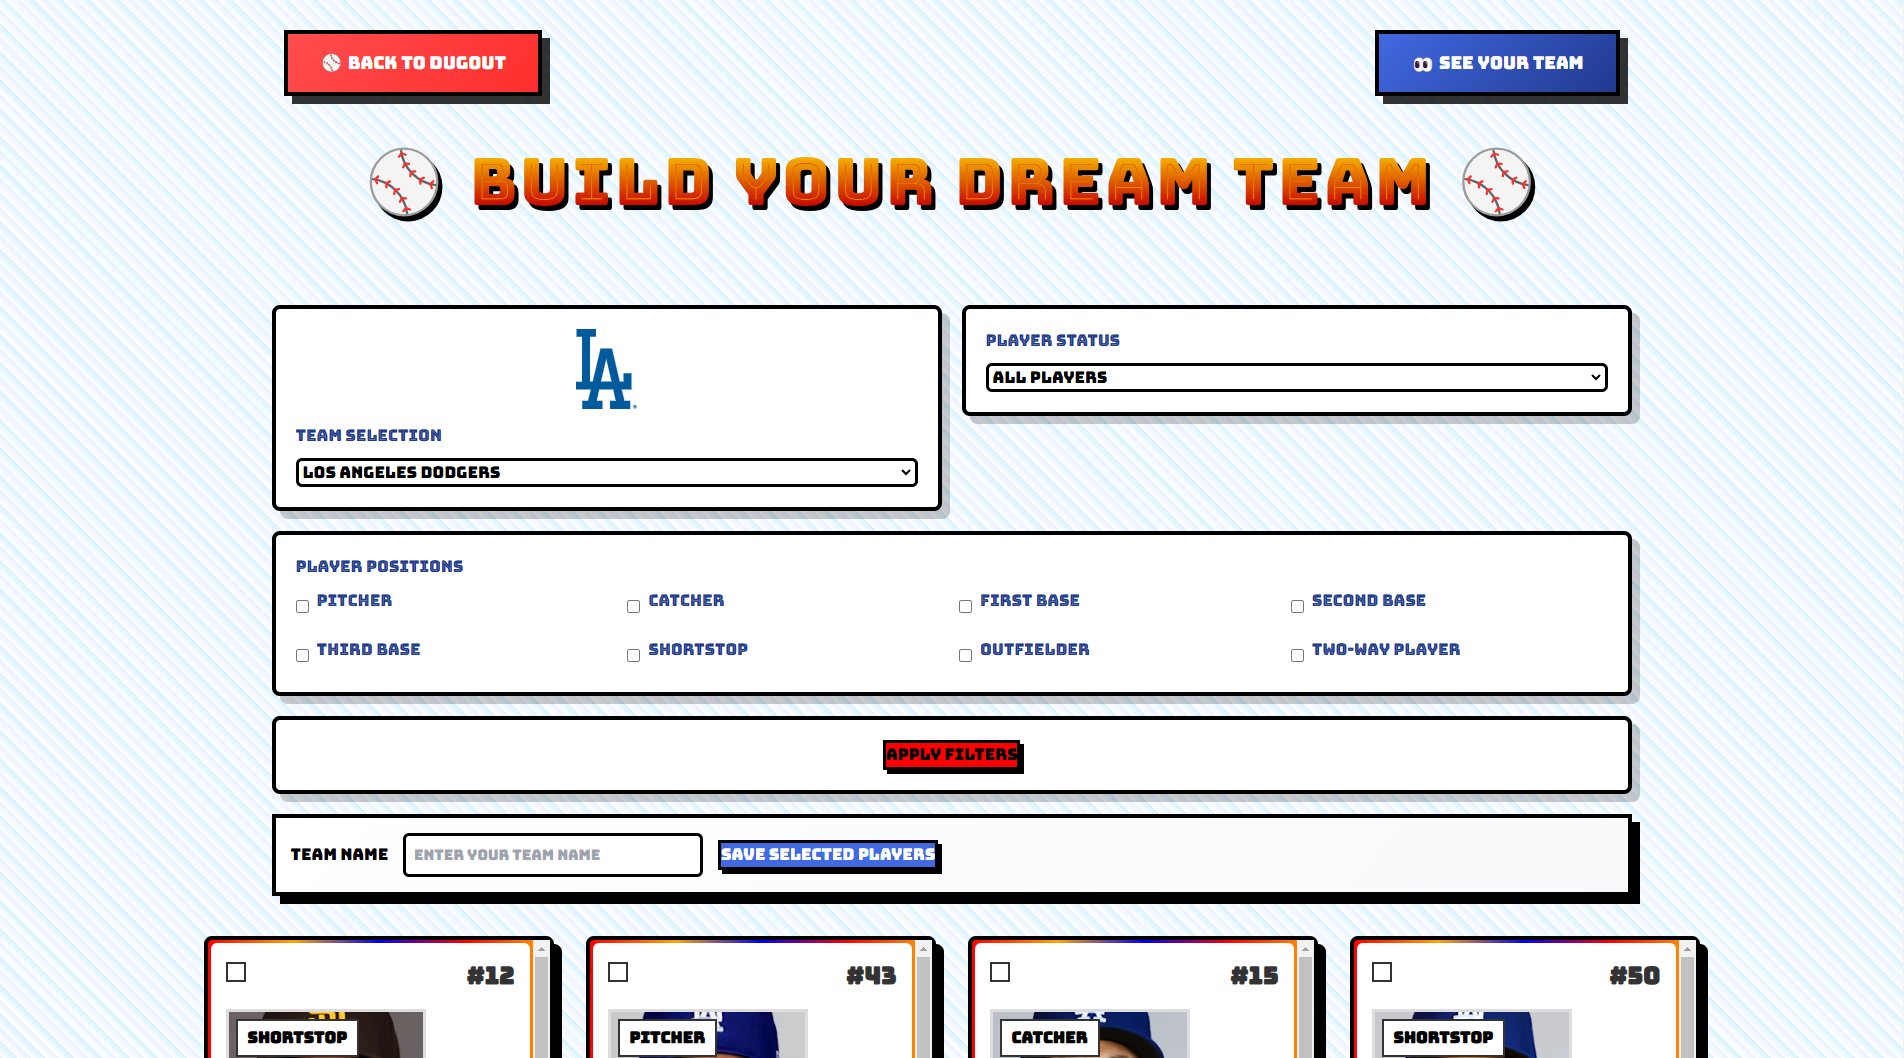 BACK TO DUGOUT
SEE YOUR TEAM
BUILD YOUR DREAM TEAM
LA
TEAM SELECTION
LOS ANGELES DODGERS
PLAYER STATUS
ALL PLAYERS
PLAYER POSITIONS
PITCHER
CATCHER
FIRST BASE
SECOND BASE
THIRD BASE
SHORTSTOP
OUTFIELDER
TWO-WAY PLAYER
APPLY FILTERS
TEAM NAME
ENTER YOUR TEAM NAME
SAVE SELECTED PLAYERS
#12
#43
#15
#50
SHORTSTOP
PITCHER
CATCHER
SHORTSTOP